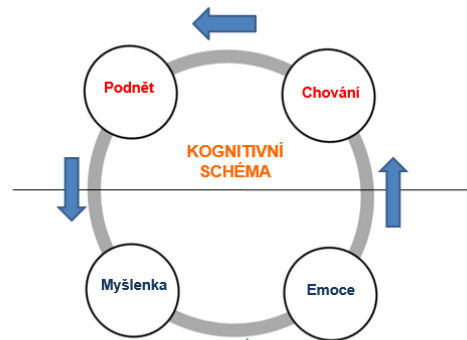 Podnět
Chování
KOGNITIVNÍ
SCHÉMA
Myšlenka
Emoce